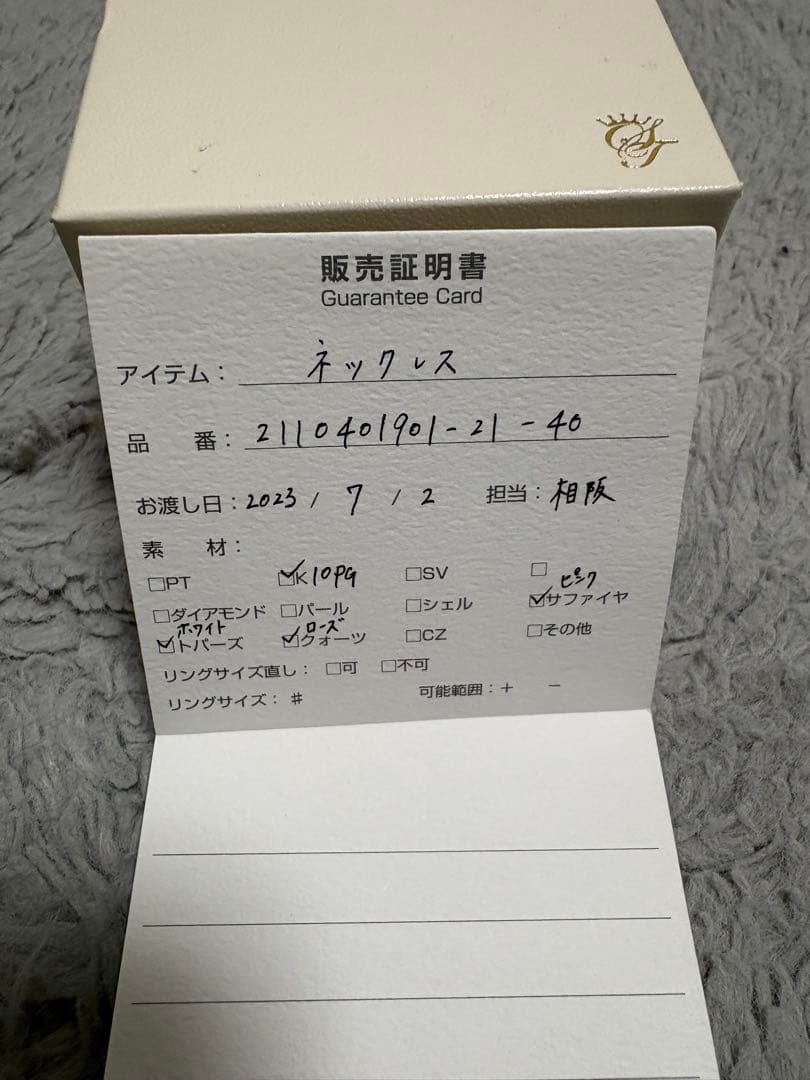 販売証明書
Guarantee Card
アイテム： ネックレス
品　番： 2110401901-21-40
お渡し日：2023 / 7 / 2　担当：相阪
素　材：
□PT ☑K10PG □SV □
□ダイアモンド □パール □シェル ☑ピンクサファイヤ
☑ホワイトトパーズ ☑ローズクォーツ □CZ □その他
リングサイズ直し： □可 □不可
リングサイズ： ＃ 可能範囲：＋ －